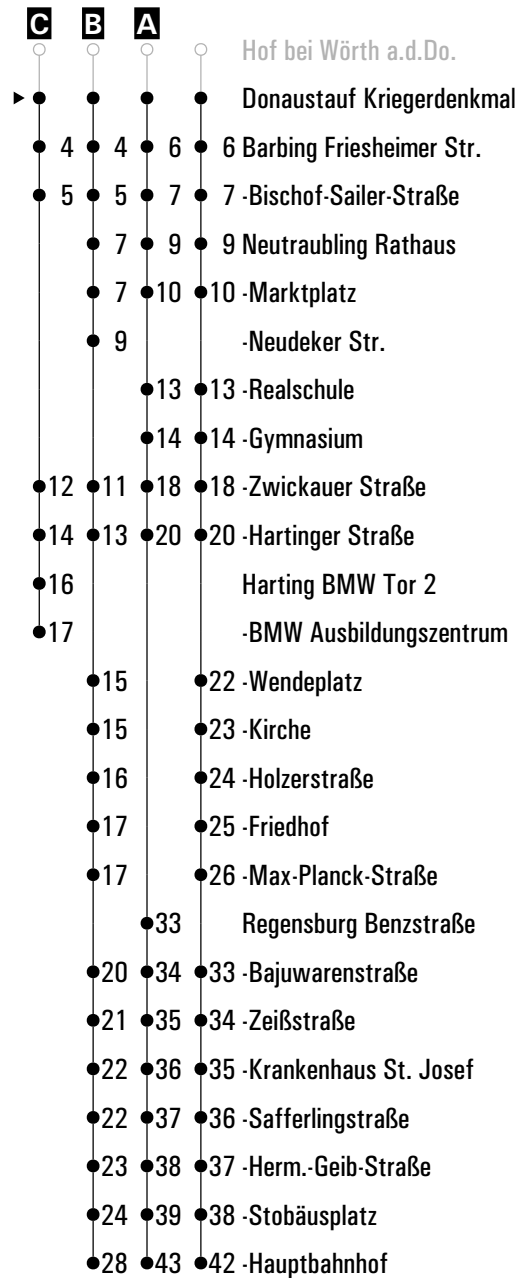 C B A
Hof bei Wörth a.d.Do.
Donaustauf Kriegerdenkmal
4 4 6 6 Barbing Friesheimer Str.
5 5 7 7 -Bischof-Sailer-Straße
7 9 9 Neutraubling Rathaus
7 10 10 -Marktplatz
9 -Neudeker Str.
13 13 -Realschule
14 14 -Gymnasium
12 11 18 18 -Zwickauer Straße
14 13 20 20 -Hartinger Straße
16 Harting BMW Tor 2
17 -BMW Ausbildungszentrum
15 22 -Wendeplatz
15 23 -Kirche
16 24 -Holzerstraße
17 25 -Friedhof
17 26 -Max-Planck-Straße
33 Regensburg Benzstraße
20 34 33 -Bajuwarenstraße
21 35 34 -Zeißstraße
22 36 35 -Krankenhaus St. Josef
22 37 36 -Safferlingstraße
23 38 37 -Herm.-Geib-Straße
24 39 38 -Stobäusplatz
28 43 42 -Hauptbahnhof